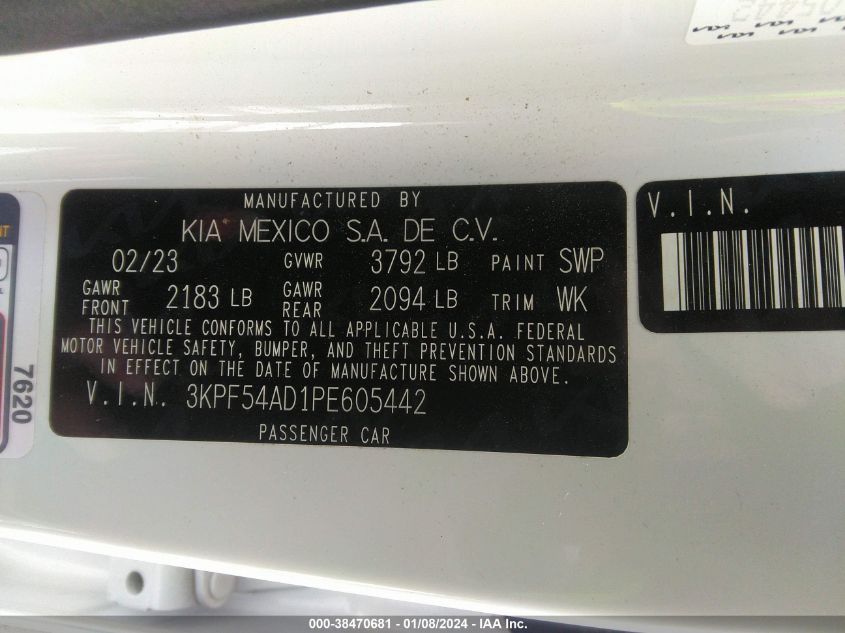 MANUFACTURED BY
KIA MEXICO S.A. DE C.V.
02/23 GVWR 3792 LB PAINT SWP
GAWR FRONT 2183 LB GAWR REAR 2094 LB TRIM WK
THIS VEHICLE CONFORMS TO ALL APPLICABLE U.S.A. FEDERAL
MOTOR VEHICLE SAFETY, BUMPER, AND THEFT PREVENTION STANDARDS
IN EFFECT ON THE DATE OF MANUFACTURE SHOWN ABOVE.
V.I.N. 3KPF54AD1PE605442
PASSENGER CAR
V.I.N.
7620
000-38470681 - 01/08/2024 - IAA Inc.